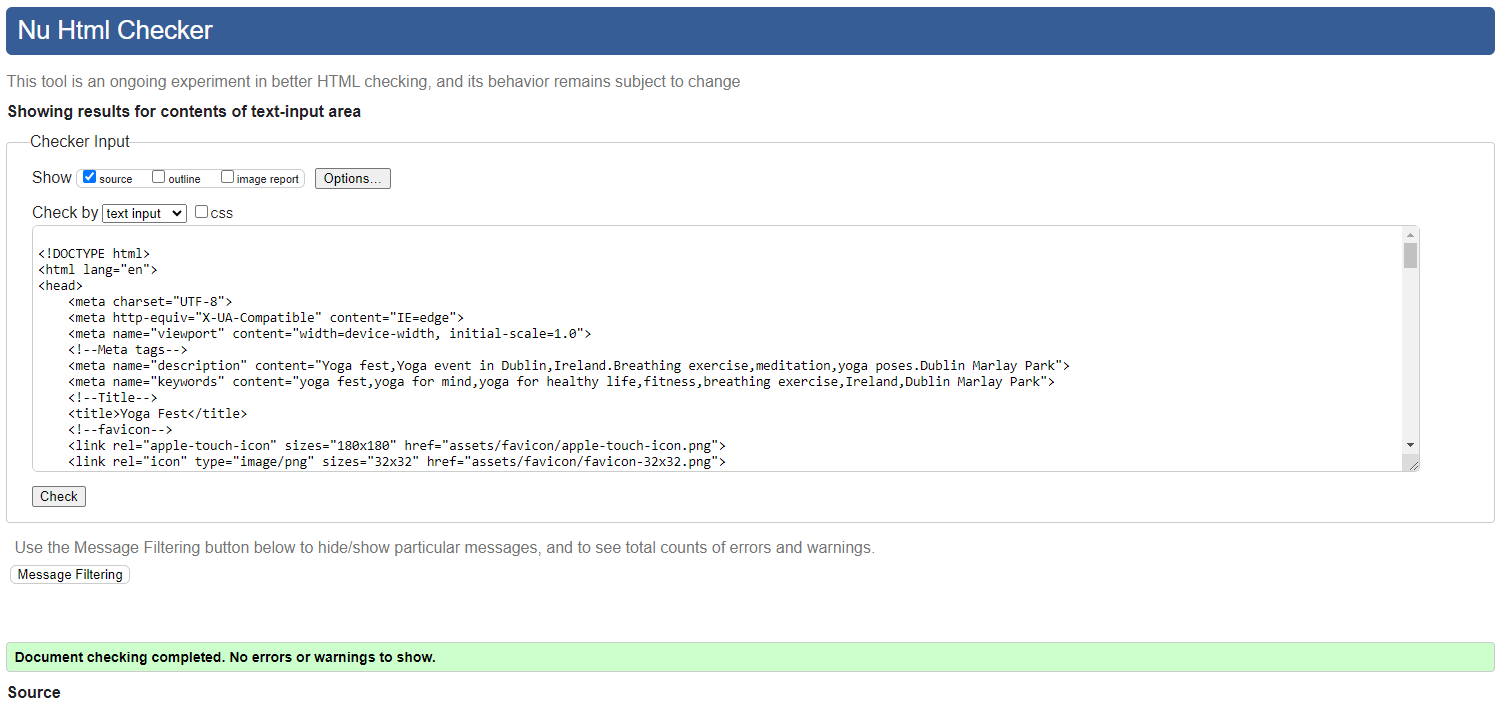 Nu Html Checker
This tool is an ongoing experiment in better HTML checking, and its behavior remains subject to change
Showing results for contents of text-input area
Checker Input
Show source outline image report Options...
Check by text input css
<!DOCTYPE html>
<html lang="en">
<head>
    <meta charset="UTF-8">
    <meta http-equiv="X-UA-Compatible" content="IE=edge">
    <meta name="viewport" content="width=device-width, initial-scale=1.0">
    <!--Meta tags-->
    <meta name="description" content="Yoga fest,Yoga event in Dublin,Ireland.Breathing exercise,meditation,yoga poses.Dublin Marlay Park">
    <meta name="keywords" content="yoga fest,yoga for mind,yoga for healthy life,fitness,breathing exercise,Ireland,Dublin Marlay Park">
    <!--Title-->
    <title>Yoga Fest</title>
    <!--favicon-->
    <link rel="apple-touch-icon" sizes="180x180" href="assets/favicon/apple-touch-icon.png">
    <link rel="icon" type="image/png" sizes="32x32" href="assets/favicon/favicon-32x32.png">
Check
Use the Message Filtering button below to hide/show particular messages, and to see total counts of errors and warnings.
Message Filtering
Document checking completed. No errors or warnings to show.
Source